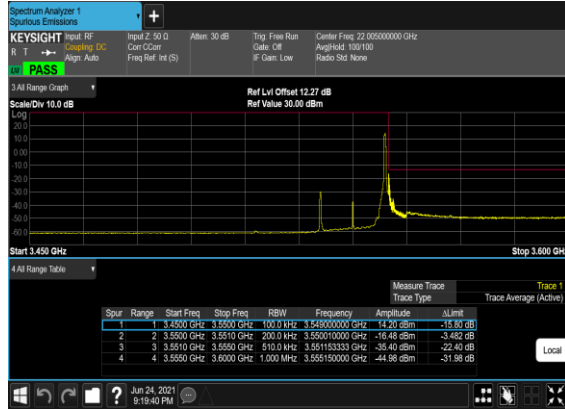 Spectrum Analyzer 1
Spurious Emissions
+
KEYSIGHT Input: RF Input Z: 50 Ω Atten: 30 dB Trig: Free Run Center Freq: 22.005000000 GHz
R T Coupling: DC Corr CCorr Gate: Off Avg|Hold: 100/100
Align: Auto Freq Ref: Int (S) IF Gain: Low Radio Std: None
PASS
3 All Range Graph Ref Lvl Offset 12.27 dB
Scale/Div 10.0 dB Ref Value 30.00 dBm
Log
20.0
10.0
0.00
-10.0
-20.0
-30.0
-40.0
-50.0
-60.0
Start 3.450 GHz Stop 3.600 GHz
4 All Range Table
Measure Trace Trace 1
Trace Type Trace Average (Active)
Spur Range Start Freq Stop Freq RBW Frequency Amplitude ΔLimit
1 1 3.4500 GHz 3.5500 GHz 100.0 kHz 3.549000000 GHz 14.20 dBm -15.80 dB
2 2 3.5500 GHz 3.5510 GHz 200.0 kHz 3.550010000 GHz -16.48 dBm -3.482 dB
3 3 3.5510 GHz 3.5550 GHz 510.0 kHz 3.551153333 GHz -35.40 dBm -22.40 dB
4 4 3.5550 GHz 3.6000 GHz 1.000 MHz 3.555150000 GHz -44.98 dBm -31.98 dB
Local
? Jun 24, 2021
9:19:40 PM